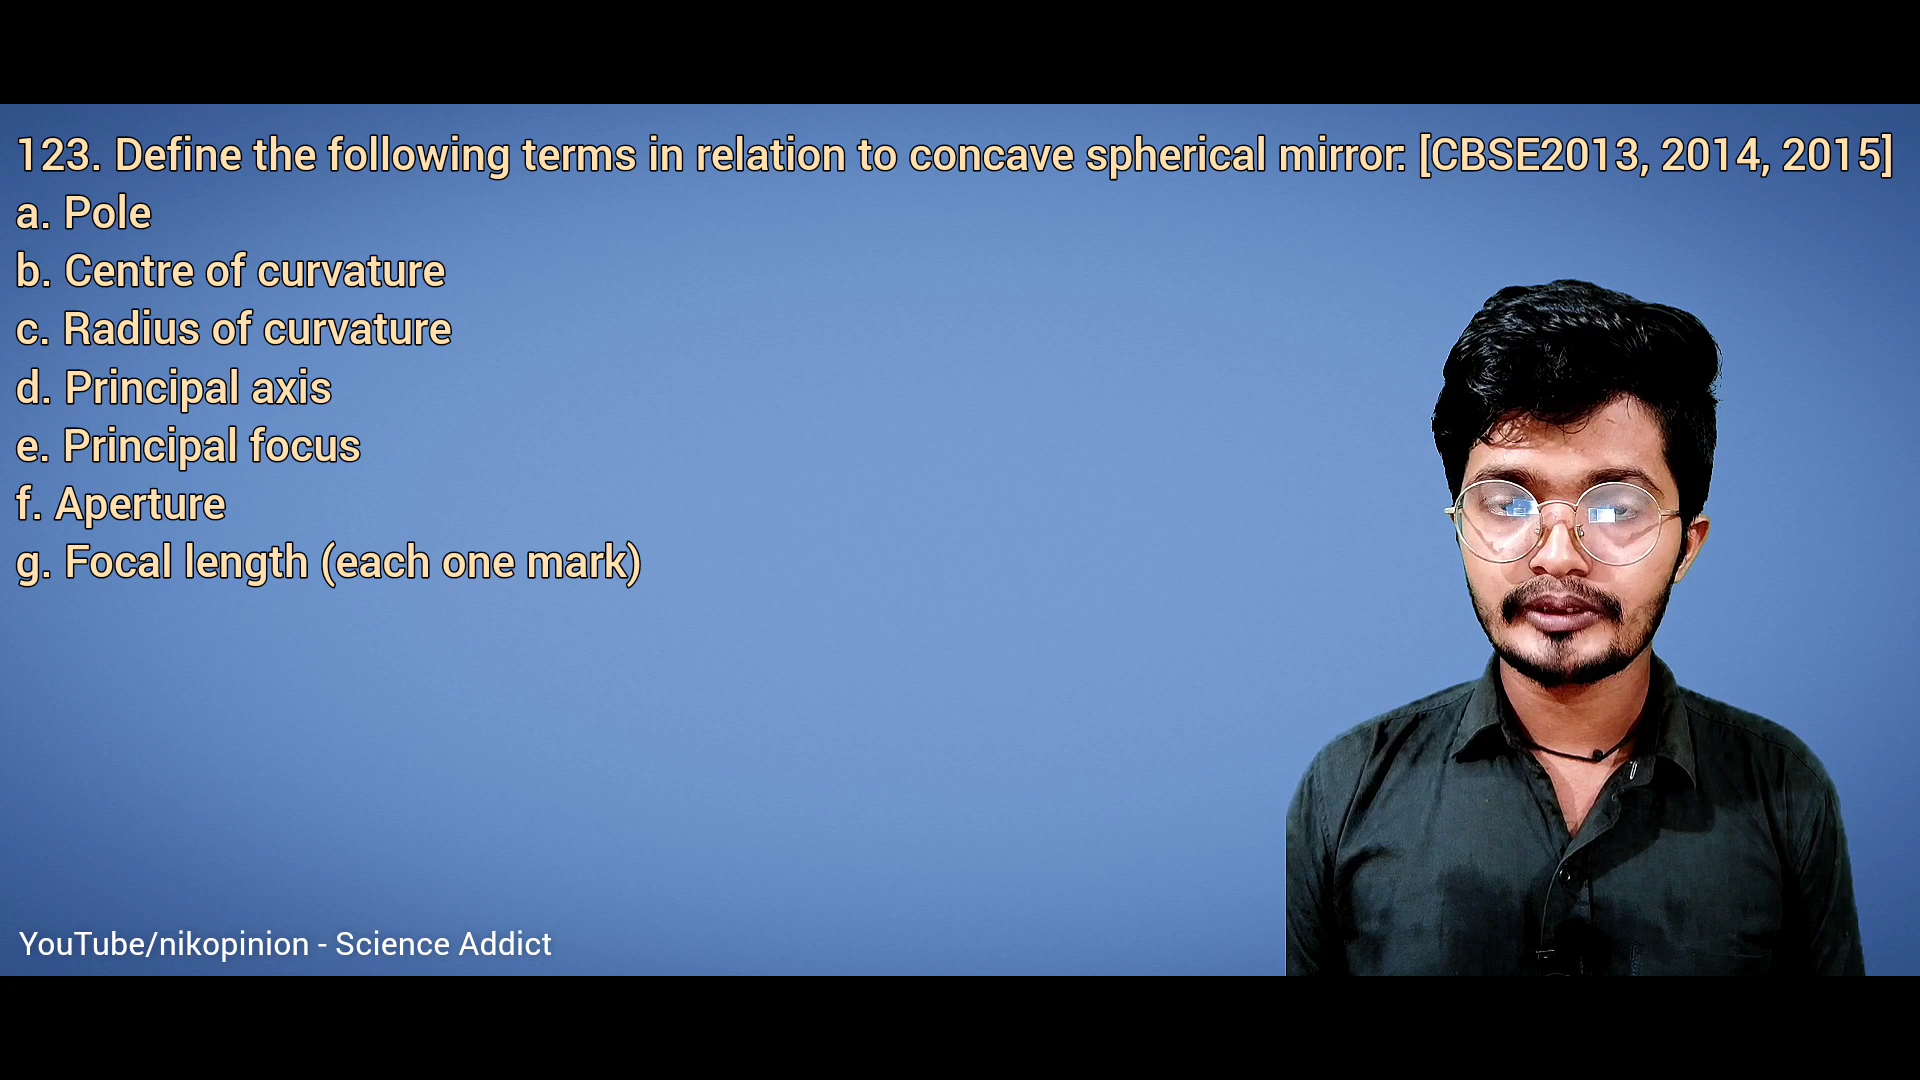 123. Define the following terms in relation to concave spherical mirror: [CBSE2013, 2014, 2015]
a. Pole
b. Centre of curvature
c. Radius of curvature
d. Principal axis
e. Principal focus
f. Aperture
g. Focal length (each one mark)
YouTube/nikopinion - Science Addict